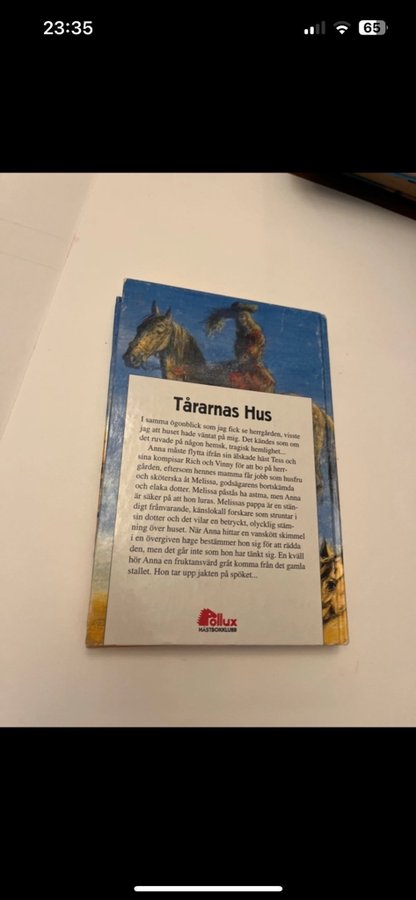 23:35
65
Tårarnas Hus
I samma ögonblick som jag fick se herrgården, visste
jag att huset hade väntat på mig. Det kändes som om
det ruvade på någon hemsk, tragisk hemlighet...
Anna måste flytta ifrån sin älskade häst Tess och
sina kompisar Rich och Vinny för att bo på herr-
gården, eftersom hennes mamma får jobb som husfru
och sköterska åt Melissa, godsägarens bortskämda
och elaka dotter. Melissa påstås ha astma, men Anna
är säker på att hon luras. Melissas pappa är en stän-
digt frånvarande, känslokall forskare som struntar i
sin dotter och det vilar en betryckt, olycklig stäm-
ning över huset. När Anna hittar en vanskött skimmel
i en övergiven hage bestämmer hon sig för att rädda
den, men det går inte som hon har tänkt sig. En kväll
hör Anna en fruktansvärd gråt komma från det gamla
stallet. Hon tar upp jakten på spöket...
Pollux
HÄSTBOKKLUBB